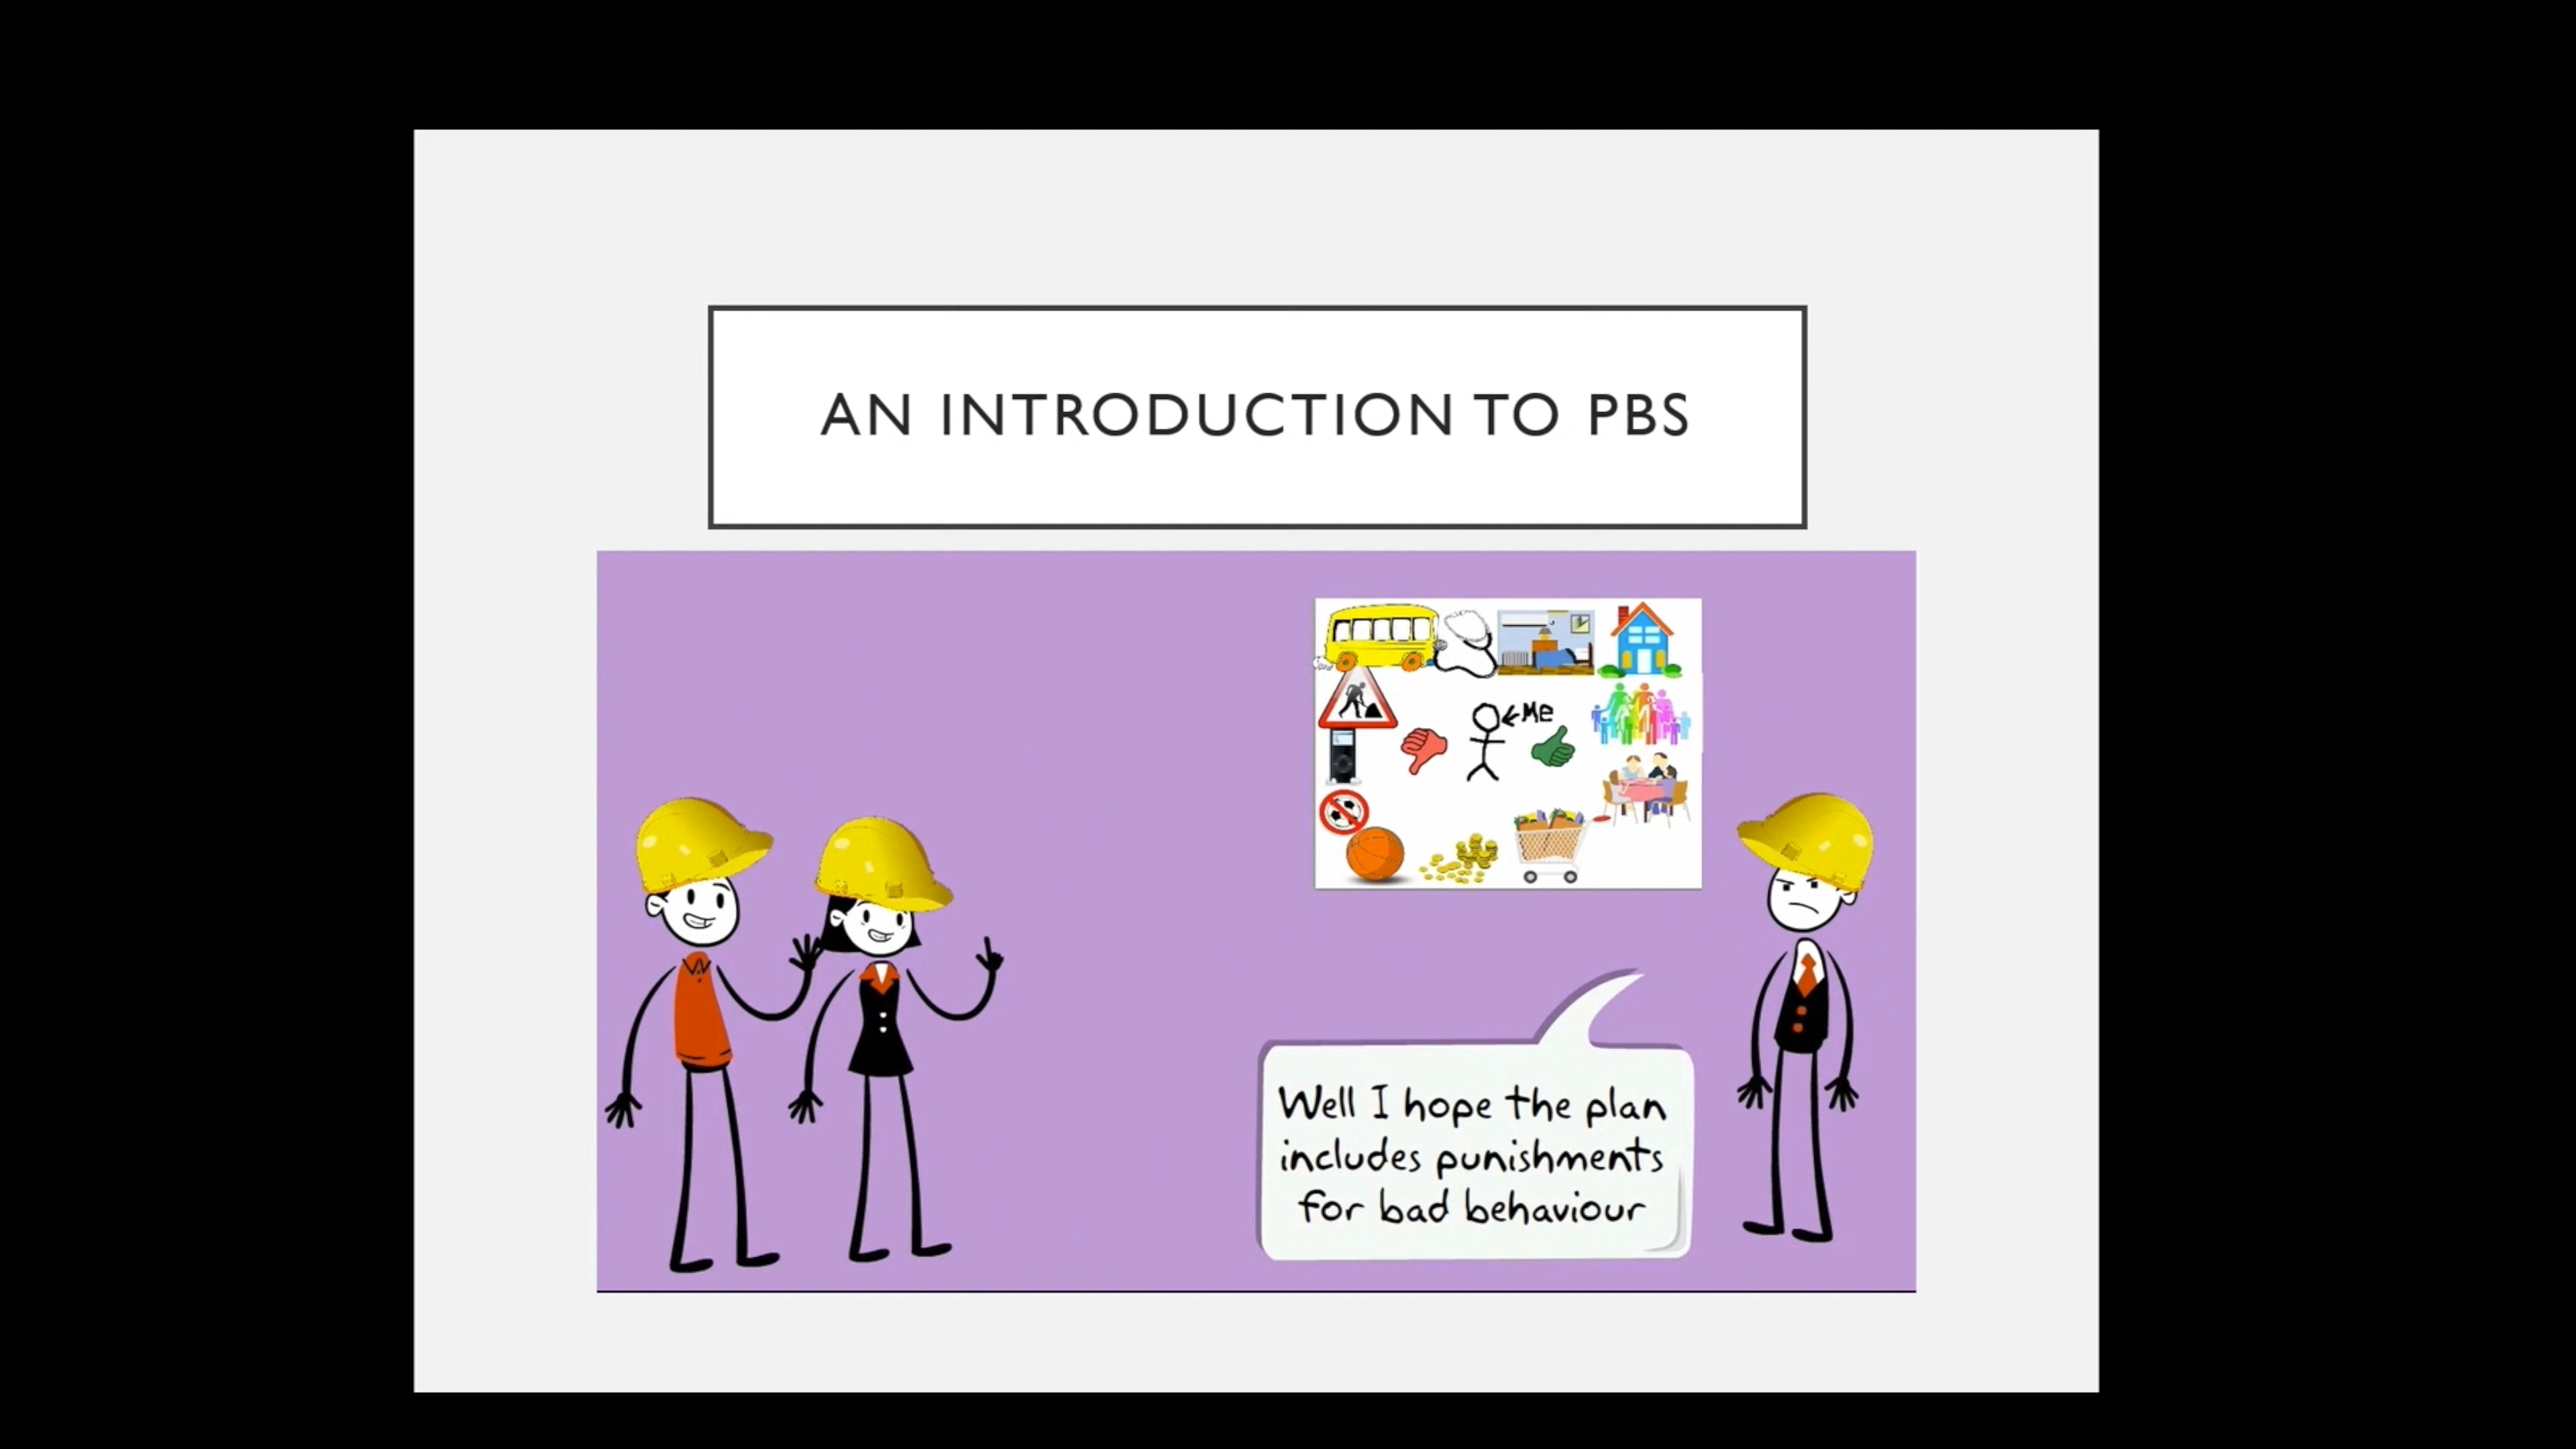 AN INTRODUCTION TO PBS
Me
Well I hope the plan
includes punishments
for bad behaviour